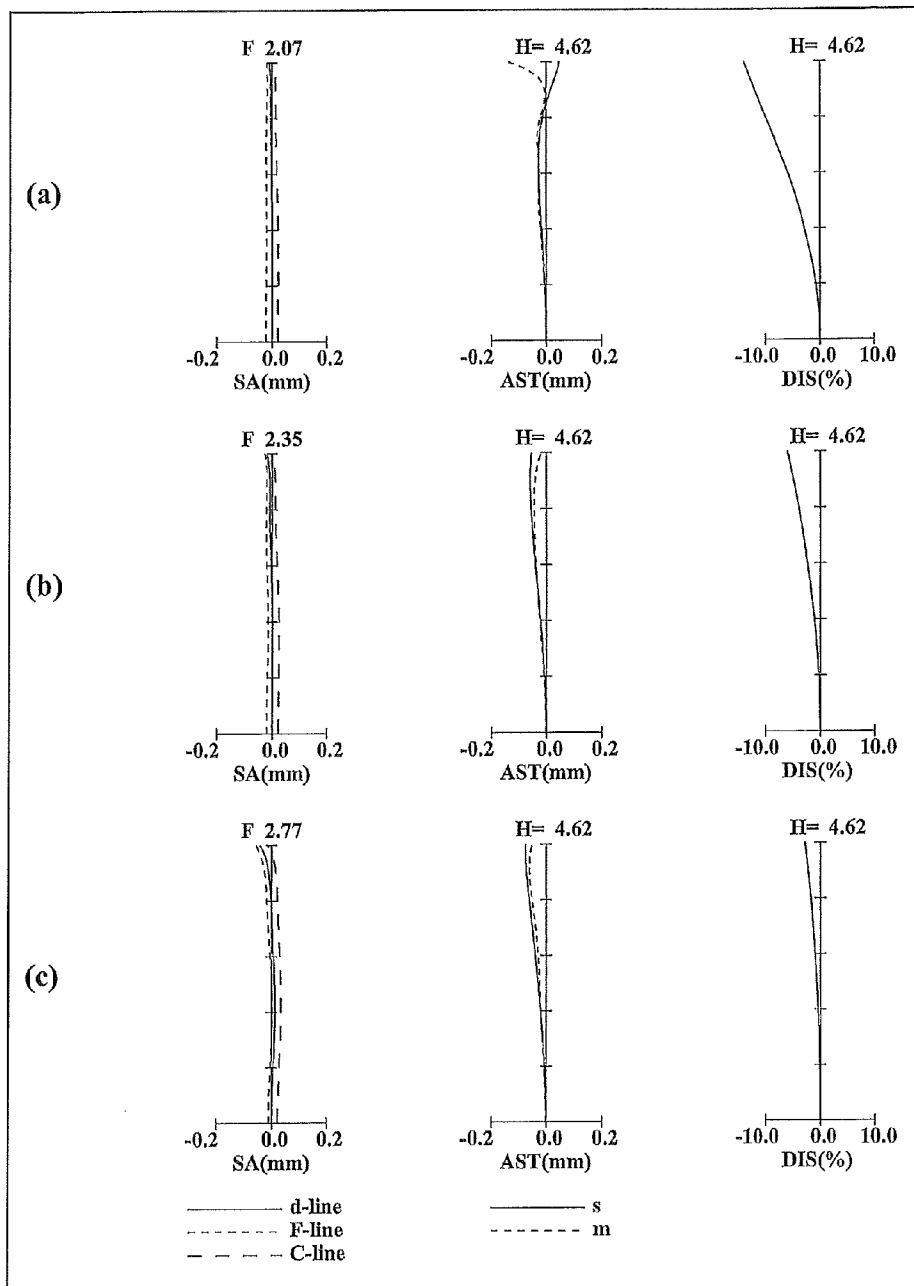 F 2.07 H= 4.62 H= 4.62
(a)
-0.2 0.0 0.2 -0.2 0.0 0.2 -10.0 0.0 10.0
SA(mm) AST(mm) DIS(%)
F 2.35 H= 4.62 H= 4.62
(b)
-0.2 0.0 0.2 -0.2 0.0 0.2 -10.0 0.0 10.0
SA(mm) AST(mm) DIS(%)
F 2.77 H= 4.62 H= 4.62
(c)
-0.2 0.0 0.2 -0.2 0.0 0.2 -10.0 0.0 10.0
SA(mm) AST(mm) DIS(%)
d-line s
F-line m
C-line